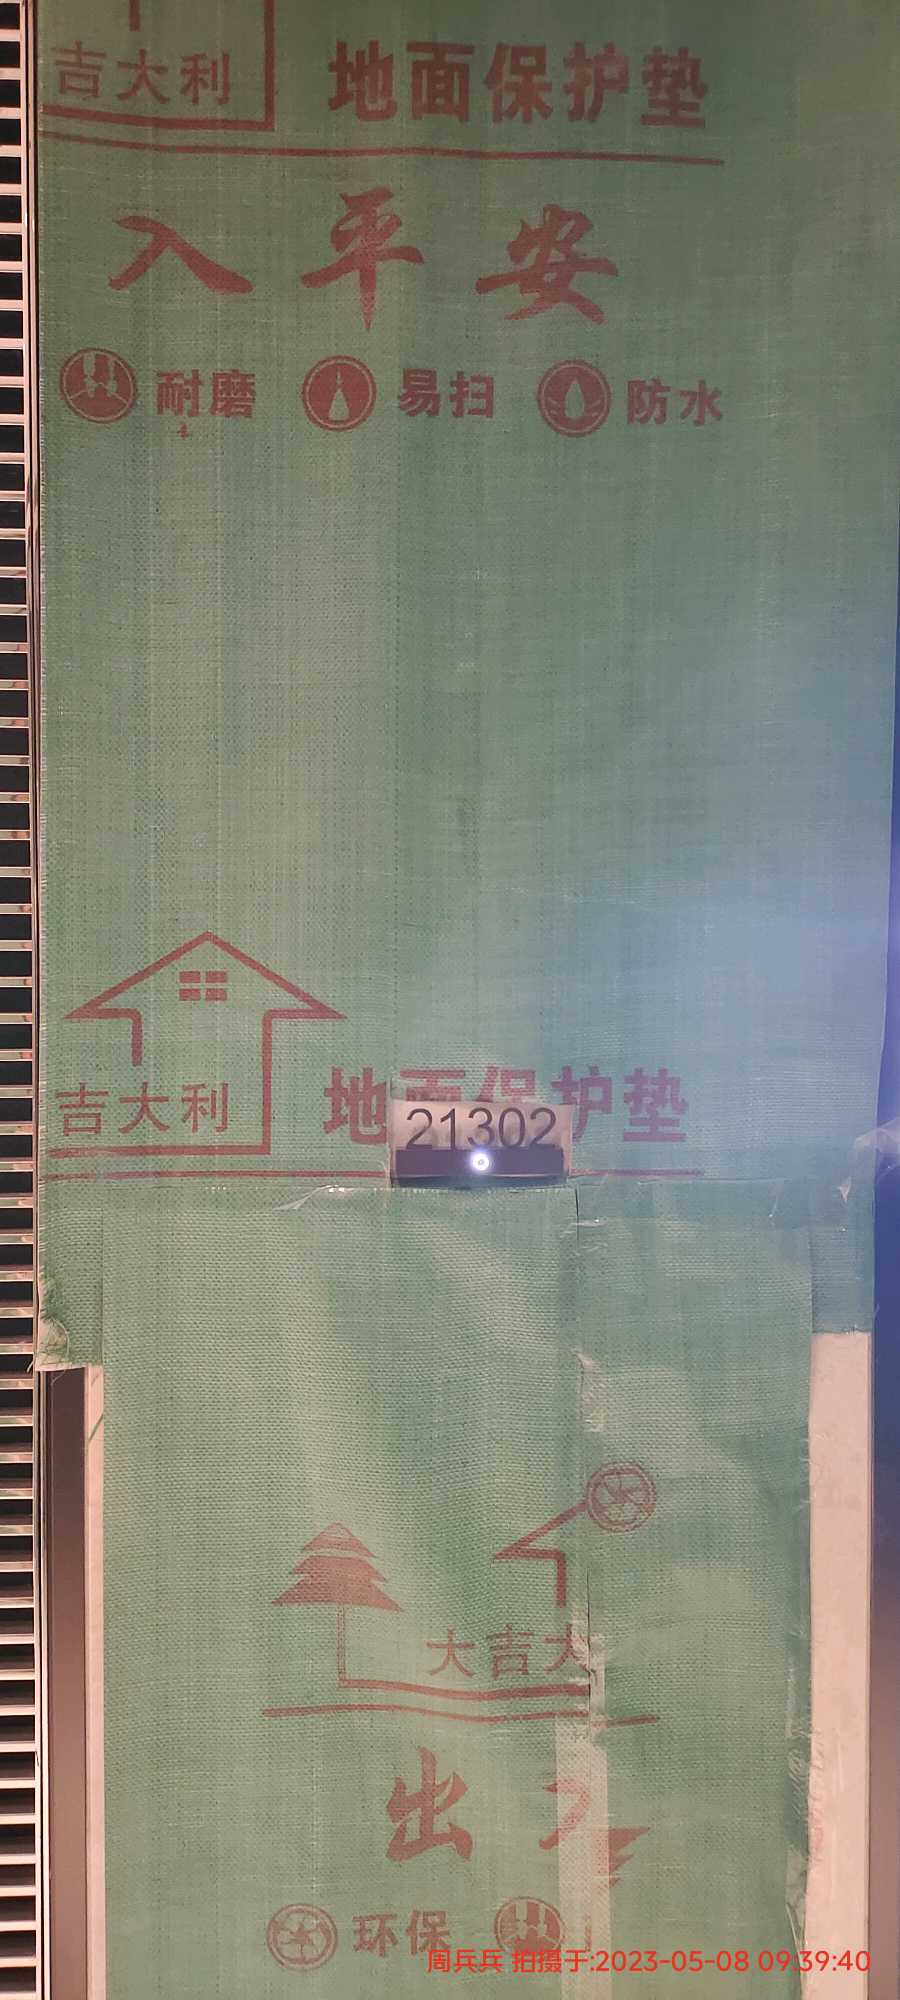 吉大利 地面保护垫
入平安
耐磨 易扫 防水
吉大利 地面保护垫
21302
大吉大
出入
环保
周兵兵 拍摄于:2023-05-08 09:39:40